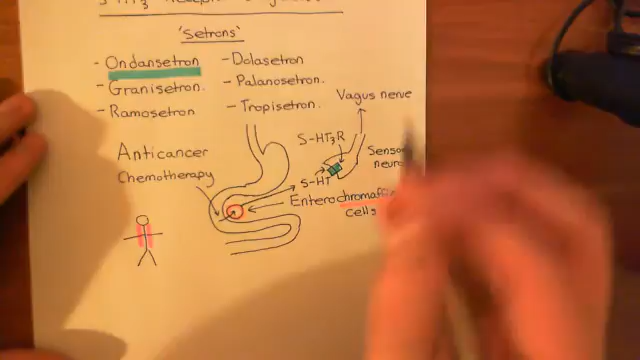 'Setrons'
- Ondansetron
- Granisetron.
- Ramosetron
- Dolasetron
- Palanosetron.
- Tropisetron.
Vagus nerve
5-HT₃R
5-HT
Enterochromaffin
cells
Anticancer
Chemotherapy